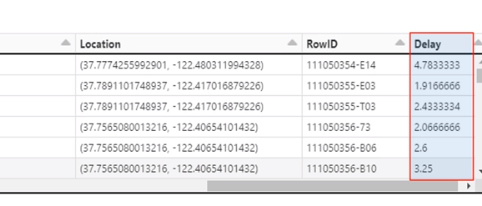 Location RowID Delay
(37.7774255992901, -122.480311994328) 111050354-E14 4.7833333
(37.7891101748937, -122.417016879226) 111050355-E03 1.9166666
(37.7891101748937, -122.417016879226) 111050355-T03 2.4333334
(37.7565080013216, -122.40654101432) 111050356-73 2.0666666
(37.7565080013216, -122.40654101432) 111050356-B06 2.6
(37.7565080013216, -122.40654101432) 111050356-B10 3.25